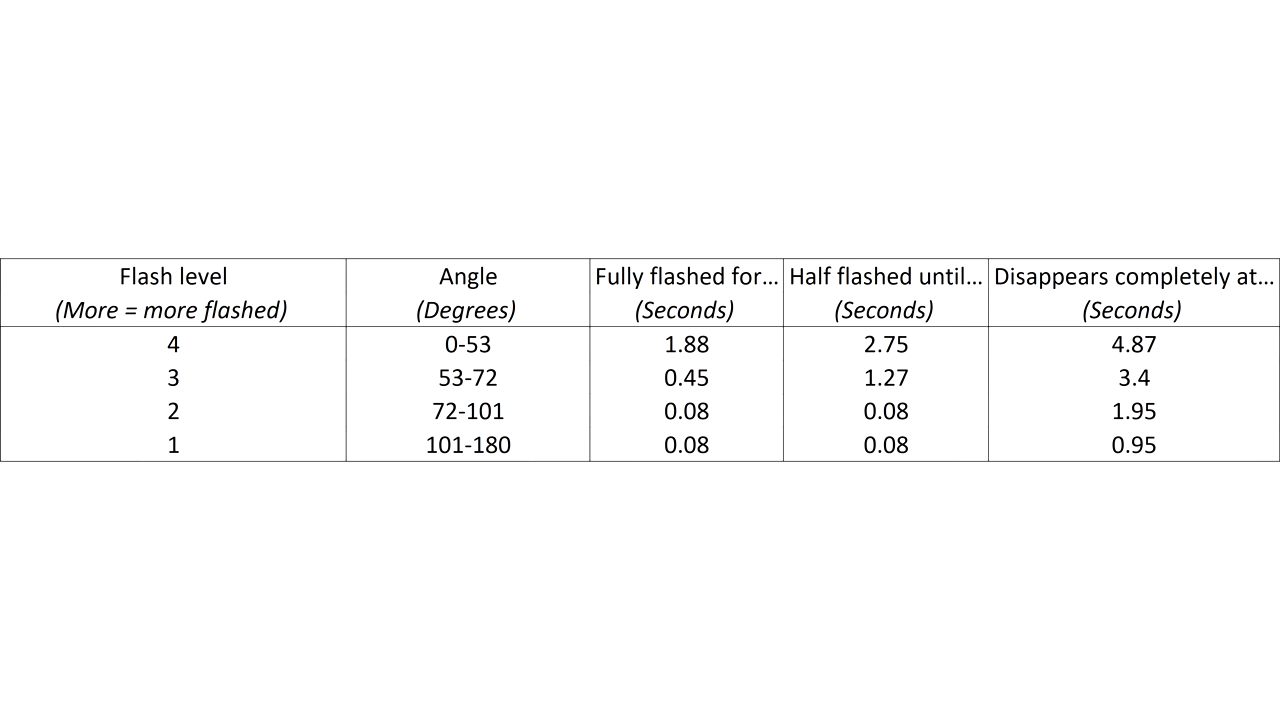 Flash level Angle Fully flashed for… Half flashed until… Disappears completely at…
(More = more flashed) (Degrees) (Seconds) (Seconds) (Seconds)
4 0-53 1.88 2.75 4.87
3 53-72 0.45 1.27 3.4
2 72-101 0.08 0.08 1.95
1 101-180 0.08 0.08 0.95